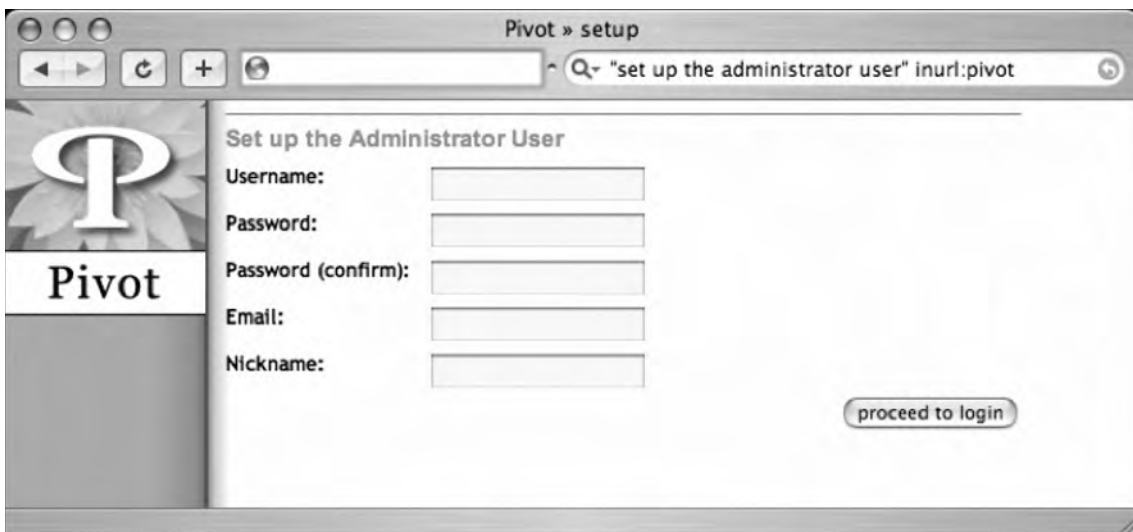 Pivot » setup
"set up the administrator user" inurl:pivot
Pivot
Set up the Administrator User
Username:
Password:
Password (confirm):
Email:
Nickname:
proceed to login